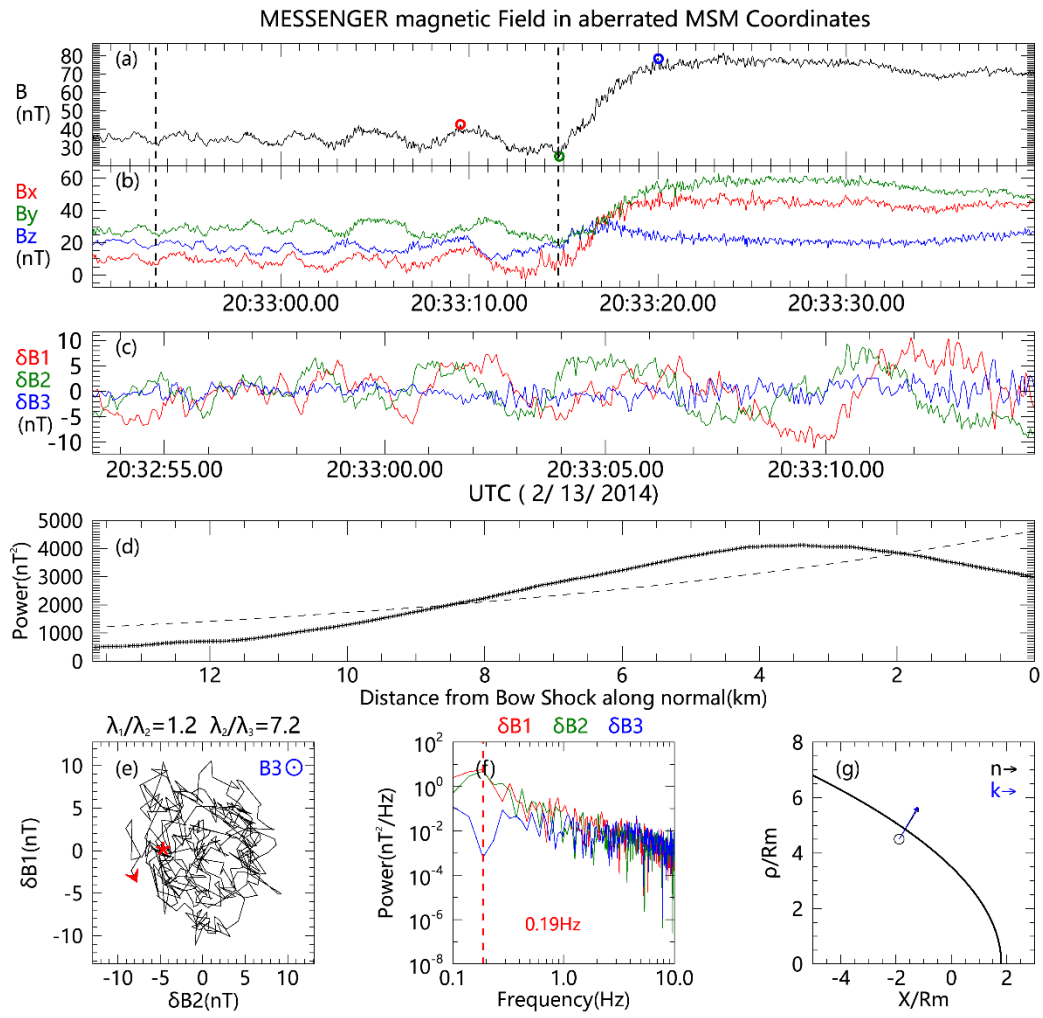 MESSENGER magnetic Field in aberrated MSM Coordinates
(a)
B
(nT)
80
70
60
50
40
30
(b)
Bx
By
Bz
(nT)
60
40
20
0
20:33:00.00 20:33:10.00 20:33:20.00 20:33:30.00
(c)
δB1
δB2
δB3
(nT)
10
5
0
-5
-10
20:32:55.00 20:33:00.00 20:33:05.00 20:33:10.00
UTC ( 2/ 13/ 2014)
(d)
Power(nT²)
5000
4000
3000
2000
1000
0
12 10 8 6 4 2 0
Distance from Bow Shock along normal(km)
λ₁/λ₂=1.2 λ₂/λ₃=7.2
(e)
B3
δB1(nT)
10
5
0
-5
-10
-10 -5 0 5 10
δB2(nT)
δB1 δB2 δB3
(f)
Power(nT²/Hz)
10²
10⁰
10⁻²
10⁻⁴
10⁻⁶
10⁻⁸
0.19Hz
0.1 1.0 10.0
Frequency(Hz)
(g)
n→
k→
ρ/Rm
8
6
4
2
0
-4 -2 0 2
X/Rm